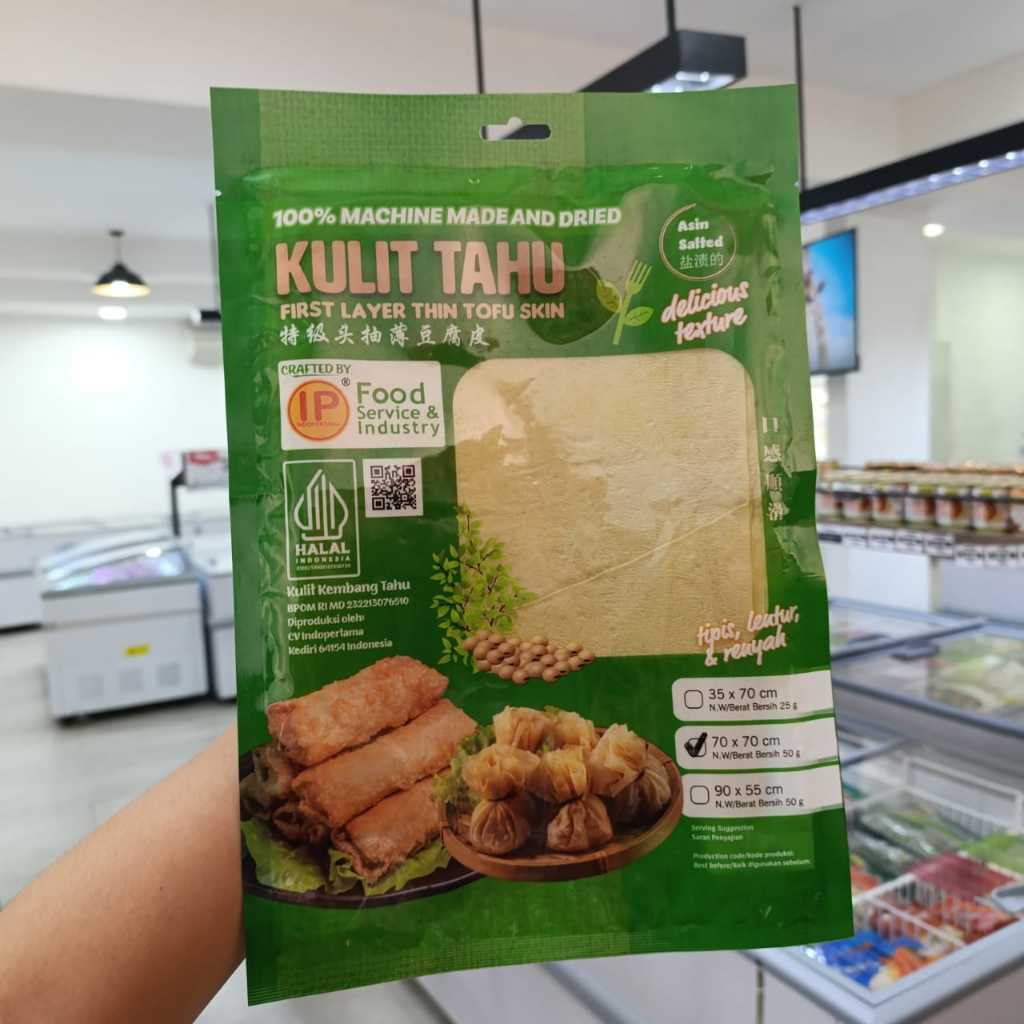 100% MACHINE MADE AND DRIED
KULIT TAHU
FIRST LAYER THIN TOFU SKIN
特级头抽薄豆腐皮
Asin
Salted
盐渍的
delicious
texture
CRAFTED BY
IP
INDOPERTAMA
®
Food
Service &
Industry
HALAL
INDONESIA
口感顺滑
Kulit Kembang Tahu
BPOM RI MD 232213076510
Diproduksi oleh:
CV Indopertama
Kediri 64154 Indonesia
tipis, lentur,
& renyah
35 x 70 cm
N.W/Berat Bersih 25 g
70 x 70 cm
N.W/Berat Bersih 50 g
90 x 55 cm
N.W/Berat Bersih 50 g
Serving Suggestion
Saran Penyajian
Production code/kode produksi:
Best before/Baik digunakan sebelum: